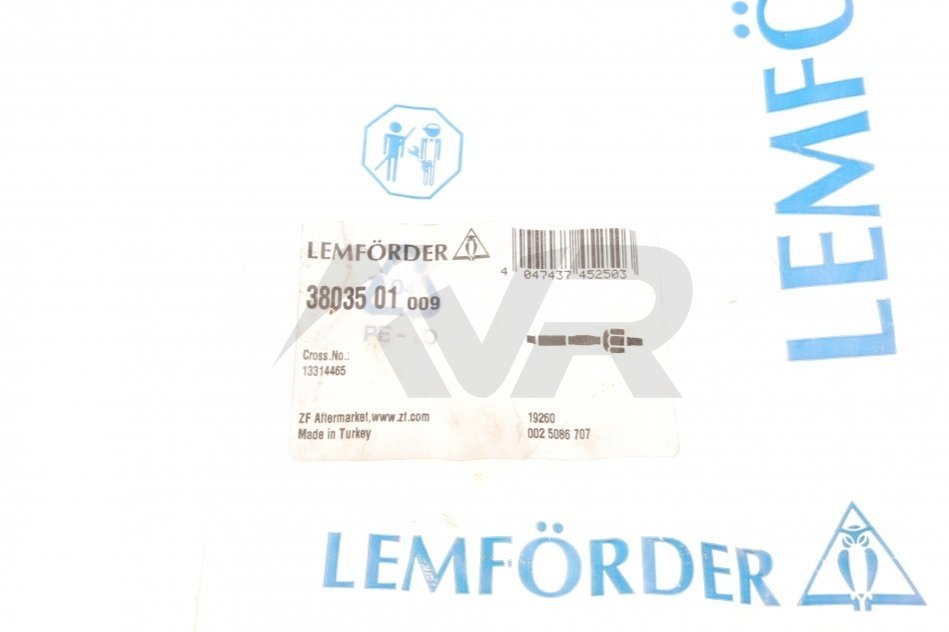 LEMFÖRDER
LEMFÖRDER
4 047437 452503
38035 01 009
Cross.No.:
13314465
ZF Aftermarket,www.zf.com
Made in Turkey
19260
002 5086 707
AVR
LEMFÖRDER